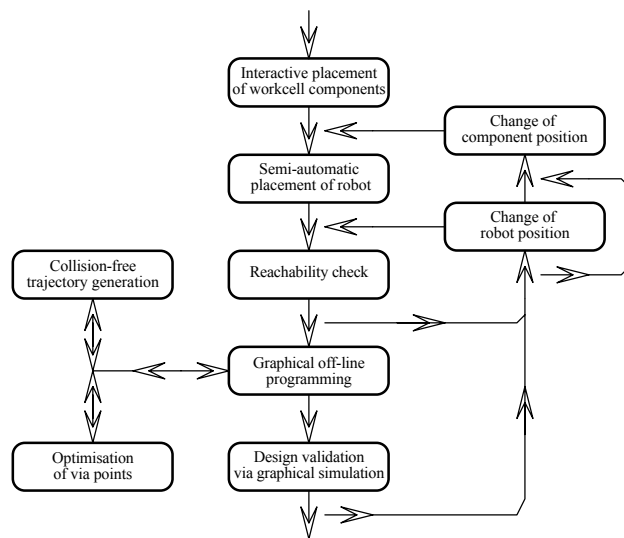 Interactive placement
of workcell components
Change of
component position
Semi-automatic
placement of robot
Change of
robot position
Collision-free
trajectory generation
Reachability check
Graphical off-line
programming
Optimisation
of via points
Design validation
via graphical simulation